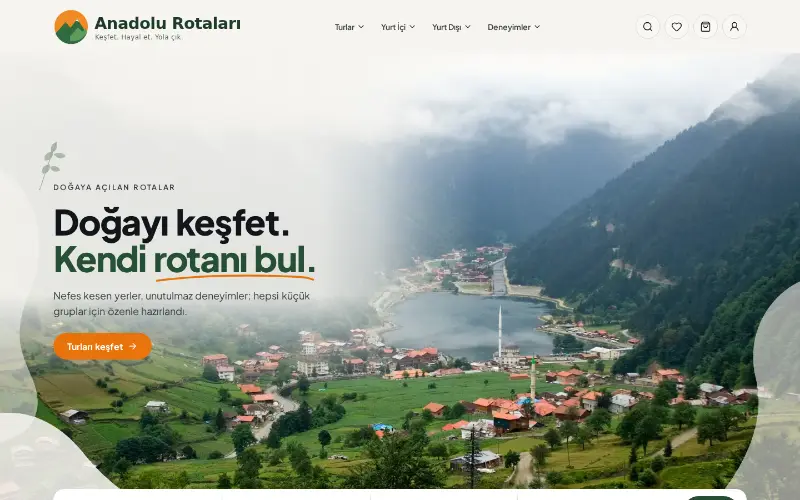 Anadolu Rotaları
Keşfet. Hayal et. Yola çık.
Turlar
Yurt İçi
Yurt Dışı
Deneyimler
DOĞAYA AÇILAN ROTALAR
Doğayı keşfet.
Kendi rotanı bul.
Nefes kesen yerler, unutulmaz deneyimler; hepsi küçük
gruplar için özenle hazırlandı.
Turları keşfet